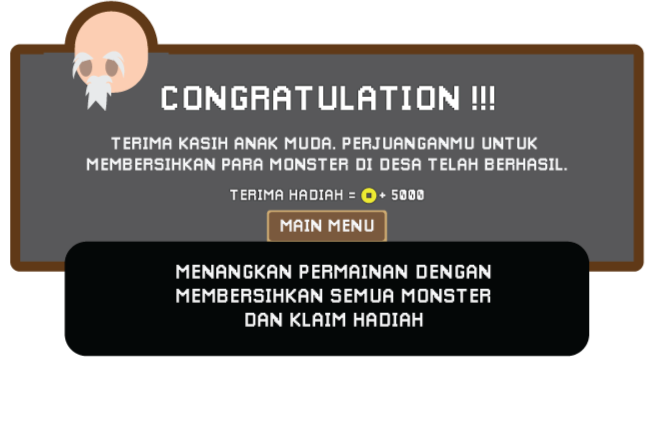 CONGRATULATION !!!
TERIMA KASIH ANAK MUDA. PERJUANGANMU UNTUK
MEMBERSIHKAN PARA MONSTER DI DESA TELAH BERHASIL.
TERIMA HADIAH = + 5000
MAIN MENU
MENANGKAN PERMAINAN DENGAN
MEMBERSIHKAN SEMUA MONSTER
DAN KLAIM HADIAH